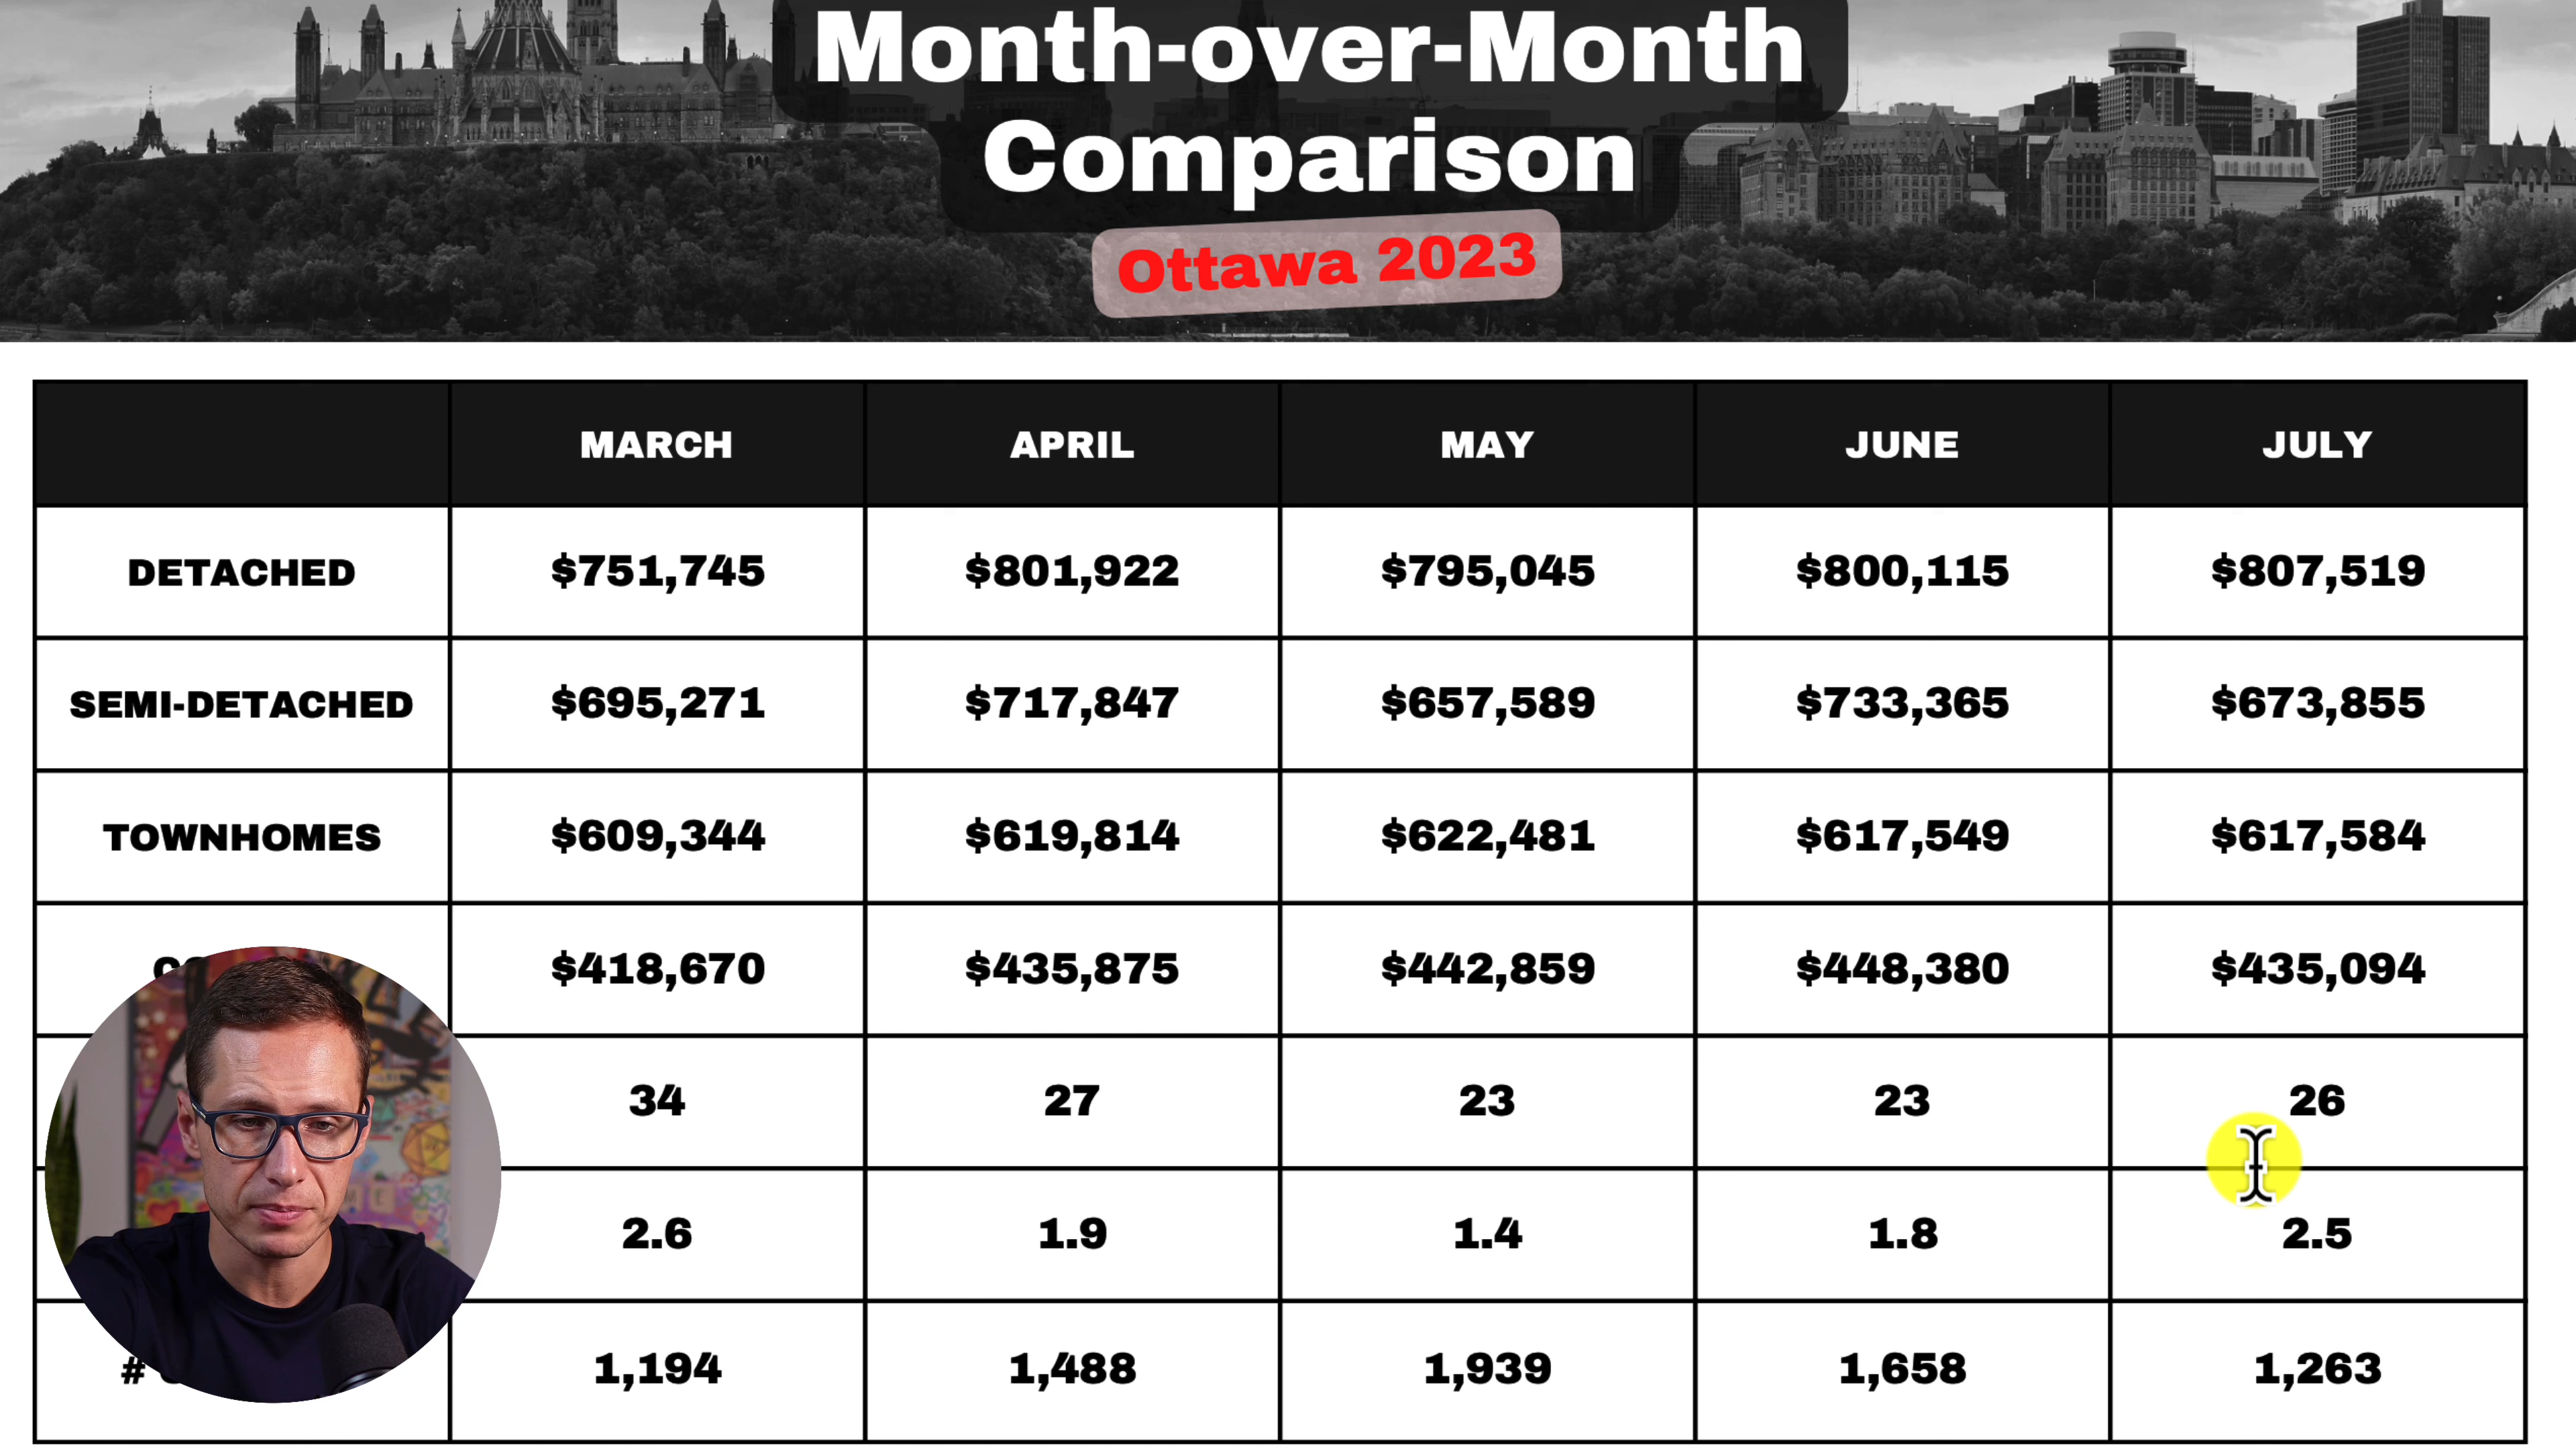 Month-over-Month
Comparison
Ottawa 2023
MARCH APRIL MAY JUNE JULY
DETACHED $751,745 $801,922 $795,045 $800,115 $807,519
SEMI-DETACHED $695,271 $717,847 $657,589 $733,365 $673,855
TOWNHOMES $609,344 $619,814 $622,481 $617,549 $617,584
$418,670 $435,875 $442,859 $448,380 $435,094
34 27 23 23 26
2.6 1.9 1.4 1.8 2.5
# 1,194 1,488 1,939 1,658 1,263